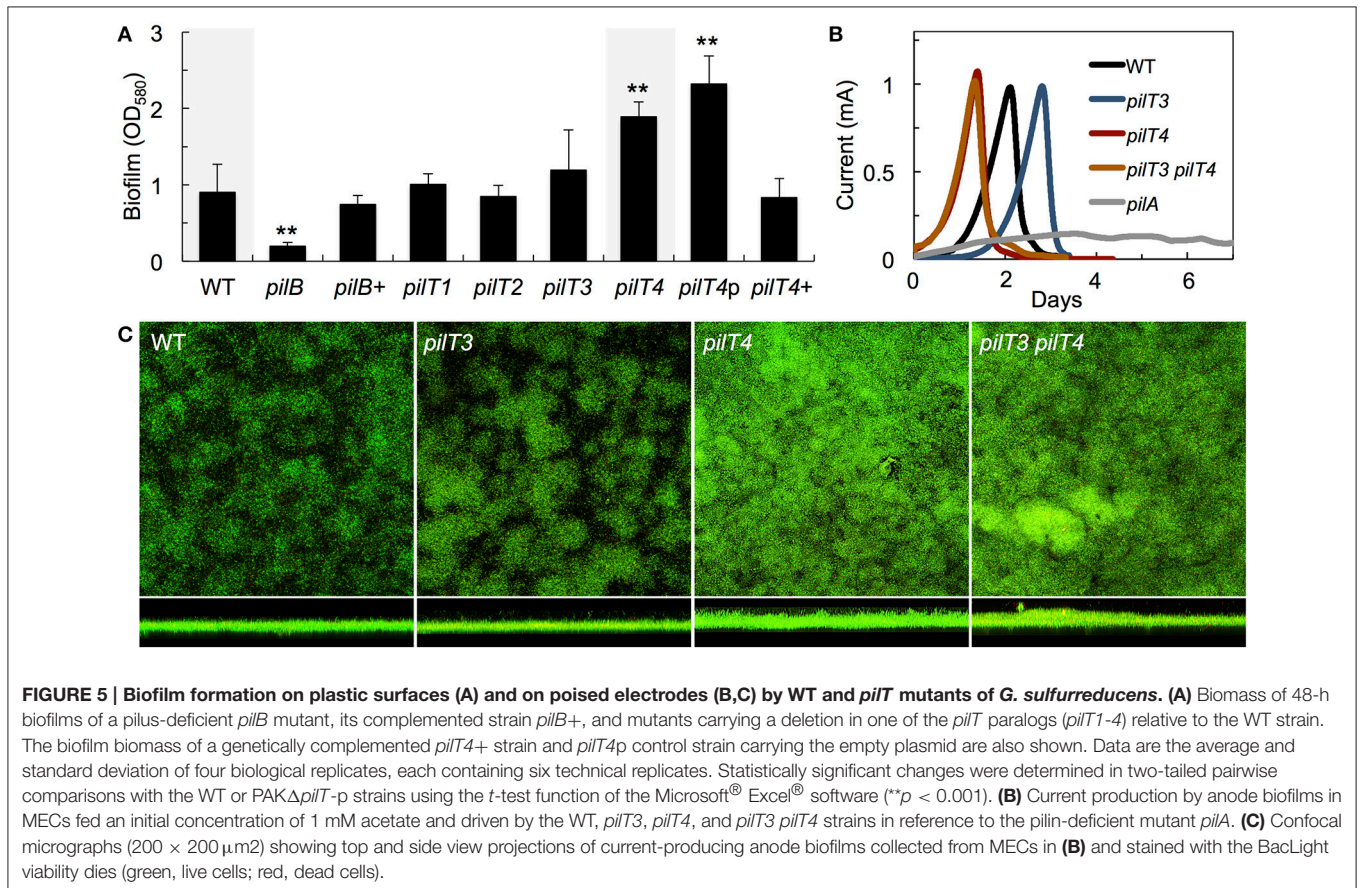 A
3
2
1
0
Biofilm (OD580)
**
**
**
WT
pilB
pilB+
pilT1
pilT2
pilT3
pilT4
pilT4p
pilT4+
B
1
0.5
0
Current (mA)
WT
pilT3
pilT4
pilT3 pilT4
pilA
0
2
4
6
Days
C
WT
pilT3
pilT4
pilT3 pilT4
FIGURE 5 | Biofilm formation on plastic surfaces (A) and on poised electrodes (B,C) by WT and pilT mutants of G. sulfurreducens. (A) Biomass of 48-h
biofilms of a pilus-deficient pilB mutant, its complemented strain pilB+, and mutants carrying a deletion in one of the pilT paralogs (pilT1-4) relative to the WT strain.
The biofilm biomass of a genetically complemented pilT4+ strain and pilT4p control strain carrying the empty plasmid are also shown. Data are the average and
standard deviation of four biological replicates, each containing six technical replicates. Statistically significant changes were determined in two-tailed pairwise
comparisons with the WT or PAKΔpilT-p strains using the t-test function of the Microsoft® Excel® software (**p < 0.001). (B) Current production by anode biofilms in
MECs fed an initial concentration of 1 mM acetate and driven by the WT, pilT3, pilT4, and pilT3 pilT4 strains in reference to the pilin-deficient mutant pilA. (C) Confocal
micrographs (200 × 200 μm2) showing top and side view projections of current-producing anode biofilms collected from MECs in (B) and stained with the BacLight
viability dies (green, live cells; red, dead cells).